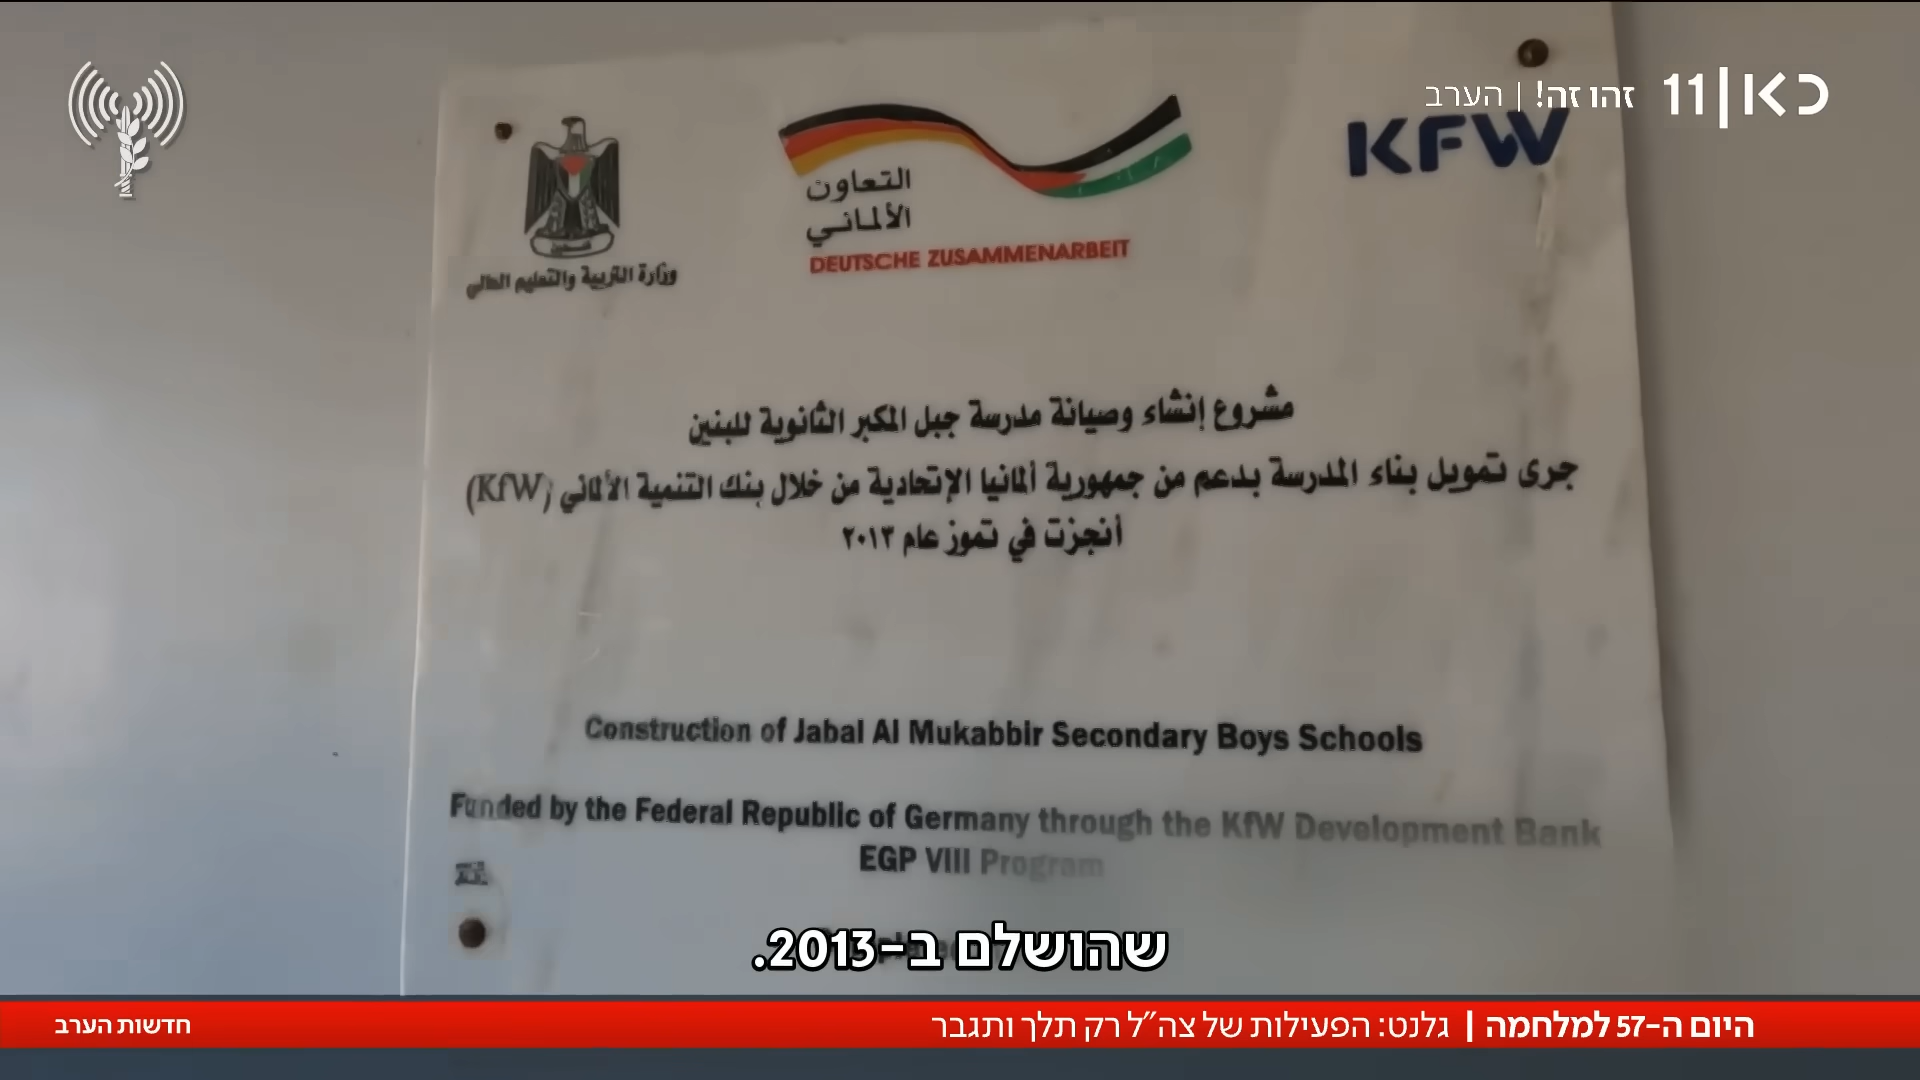 כאן|11
זהו זה! | הערב
KFW
التعاون
الألماني
DEUTSCHE ZUSAMMENARBEIT
فلسطين
وزارة التربية والتعليم العالي
مشروع إنشاء وصيانة مدرسة جبل المكبر الثانوية للبنين
جرى تمويل بناء المدرسة بدعم من جمهورية ألمانيا الإتحادية من خلال بنك التنمية الألماني (KfW)
أنجزت في تموز عام ٢٠١٣
Construction of Jabal Al Mukabbir Secondary Boys Schools
Funded by the Federal Republic of Germany through the KfW Development Bank
EGP VIII Program
שהושלם ב-2013.
היום ה-57 למלחמה | גלנט: הפעילות של צה"ל רק תלך ותגבר
חדשות הערב